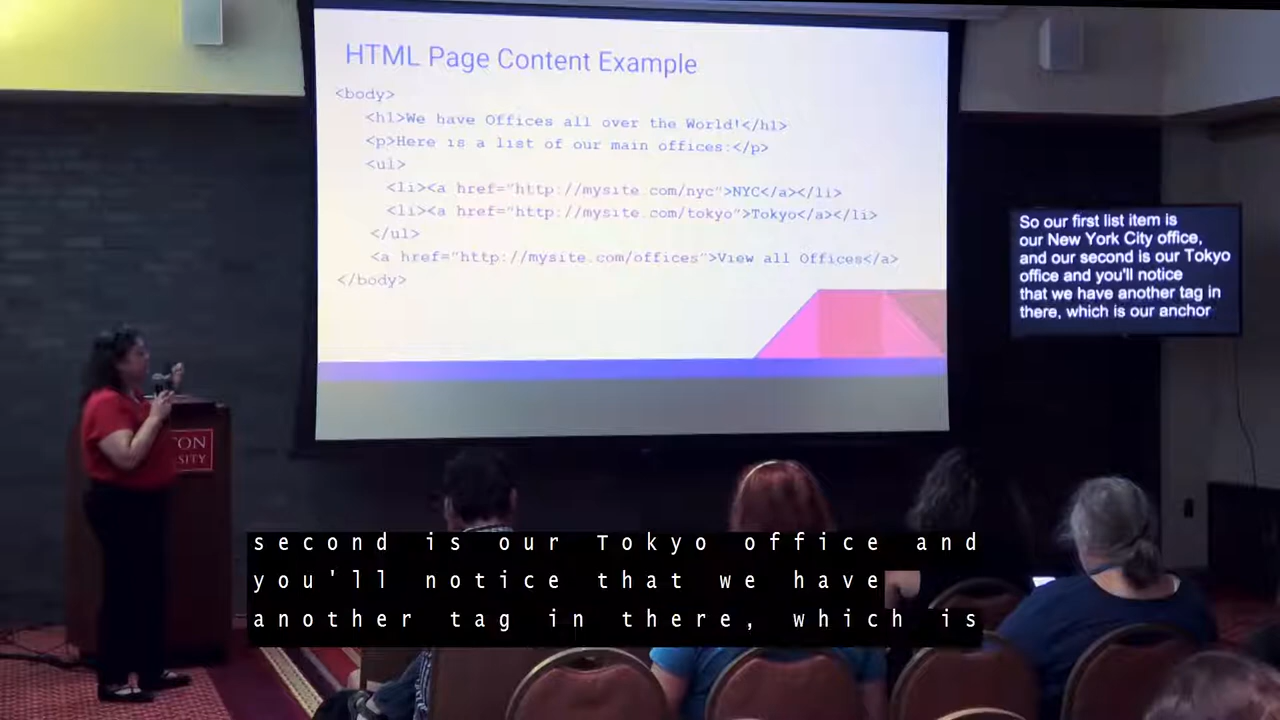 HTML Page Content Example
<body>
<h1>We have Offices all over the World!</h1>
<p>Here is a list of our main offices:</p>
<ul>
<li><a href="http://mysite.com/nyc">NYC</a></li>
<li><a href="http://mysite.com/tokyo">Tokyo</a></li>
</ul>
<a href="http://mysite.com/offices">View all Offices</a>
</body>
So our first list item is
our New York City office,
and our second is our Tokyo
office and you'll notice
that we have another tag in
there, which is our anchor
TON
SITY
second is our Tokyo office and
you'll notice that we have
another tag in there, which is